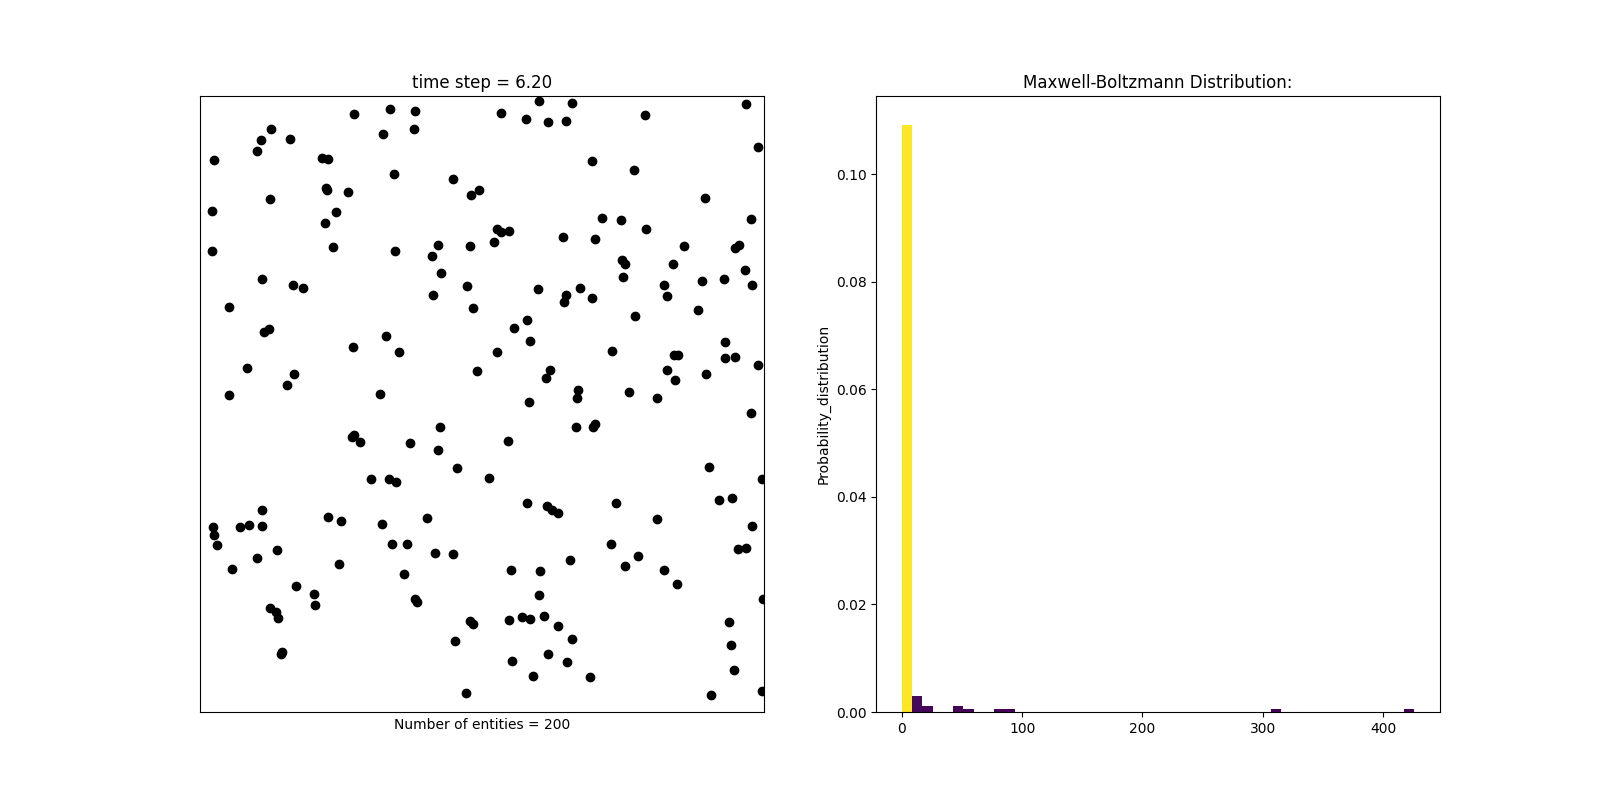 time step = 6.20
Number of entities = 200
Maxwell-Boltzmann Distribution:
Probability_distribution
0.10
0.08
0.06
0.04
0.02
0.00
0 100 200 300 400